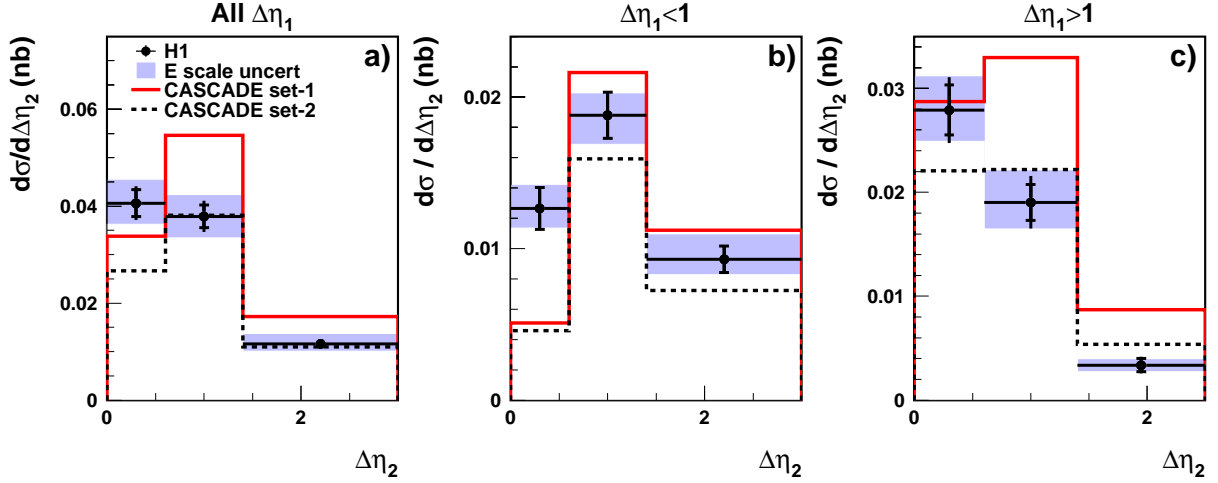 All Δη1
a)
dσ/dΔη2 (nb)
H1
E scale uncert
CASCADE set-1
CASCADE set-2
0.06
0.04
0.02
0
0 2
Δη2
Δη1<1
b)
dσ / dΔη2 (nb)
0.02
0.01
0
0 2
Δη2
Δη1>1
c)
dσ / dΔη2 (nb)
0.03
0.02
0.01
0
0 2
Δη2